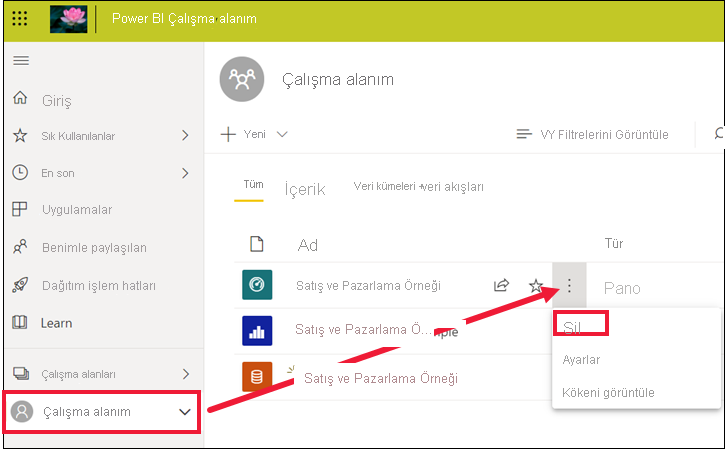 Power BI Çalışma alanım
Çalışma alanım
Giriş
Sık Kullanılanlar
Yeni
VY Filtrelerini Görüntüle
En son
Tüm
İçerik
Veri kümeleri +veri akışları
Uygulamalar
Ad
Tür
Benimle paylaşılan
Dağıtım işlem hatları
Satış ve Pazarlama Örneği
Pano
Learn
Satış ve Pazarlama Ö...
Sil
Ayarlar
Çalışma alanları
Satış ve Pazarlama Örneği
Kökeni görüntüle
Çalışma alanım